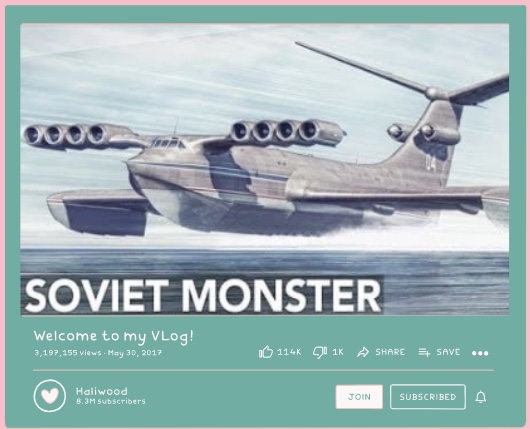 04
SOVIET MONSTER
Welcome to my VLog!
3,197,155 views · May 30, 2017
114K
1K
SHARE
SAVE
Haliwood
8.3M subscribers
JOIN
SUBSCRIBED